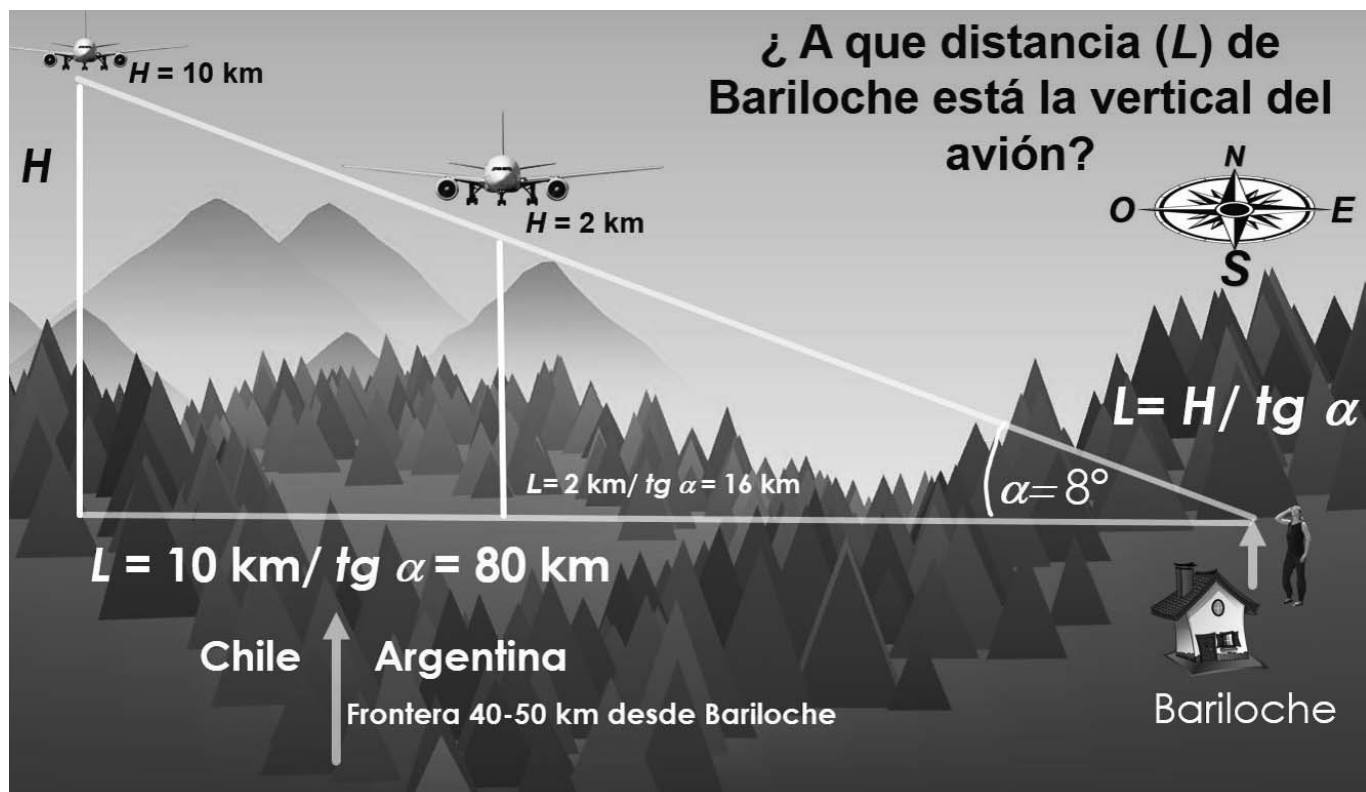 ¿ A que distancia (L) de
Bariloche está la vertical del
avión?
H = 10 km
H
H = 2 km
N
O
E
S
L= H/ tg α
L= 2 km/ tg α = 16 km
α= 8°
L = 10 km/ tg α = 80 km
Chile
Argentina
Frontera 40-50 km desde Bariloche
Bariloche